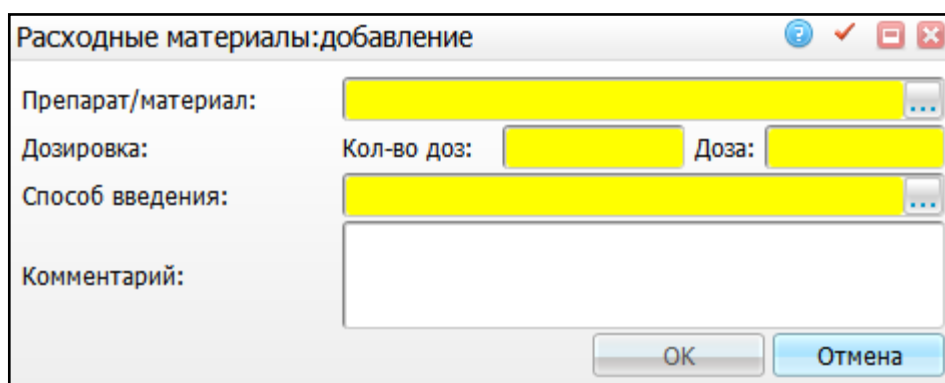 Расходные материалы:добавление
Препарат/материал: ...
Дозировка: Кол-во доз: Доза:
Способ введения: ...
Комментарий:
OK Отмена